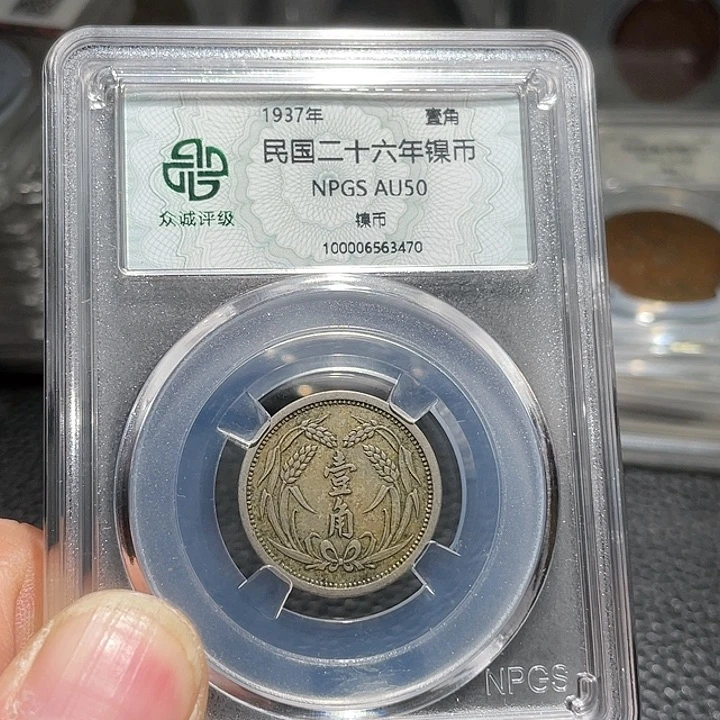 1937年 壹角
民国二十六年镍币
NPGS AU50
众诚评级
镍币
100006563470
壹角
NPGS